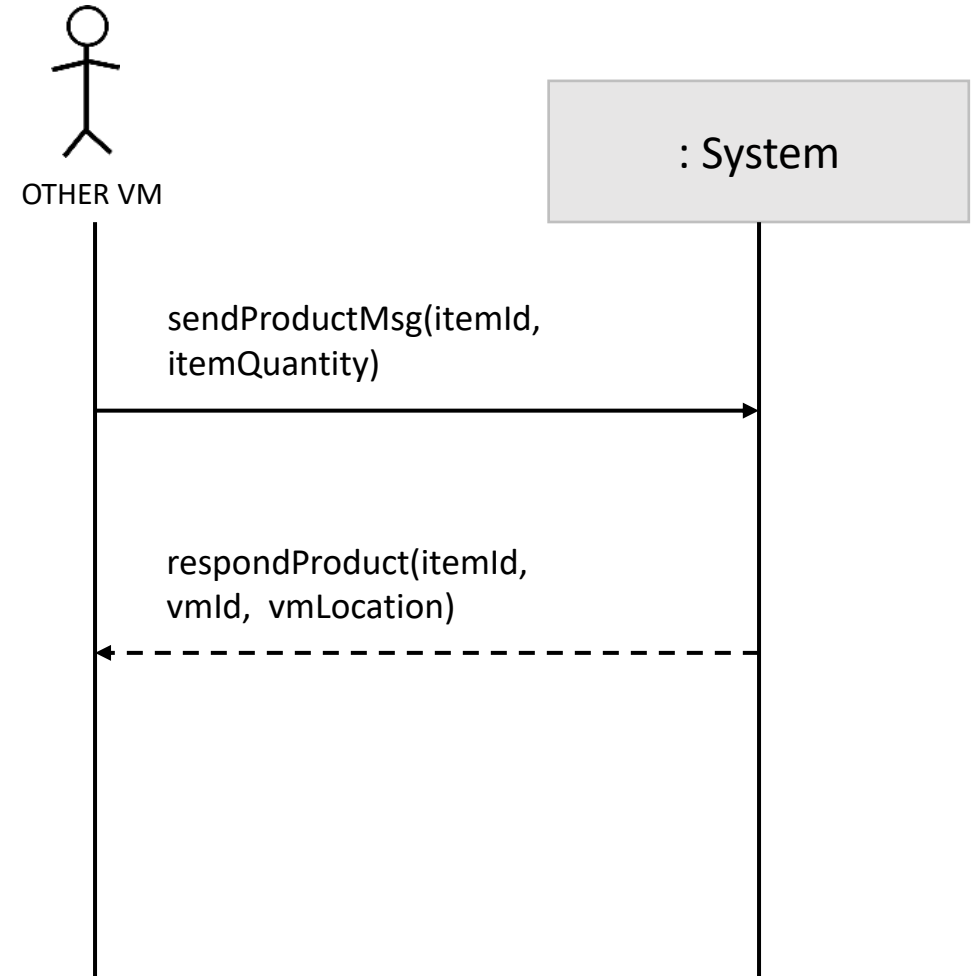 OTHER VM
: System
sendProductMsg(itemId,
itemQuantity)
respondProduct(itemId,
vmId,  vmLocation)